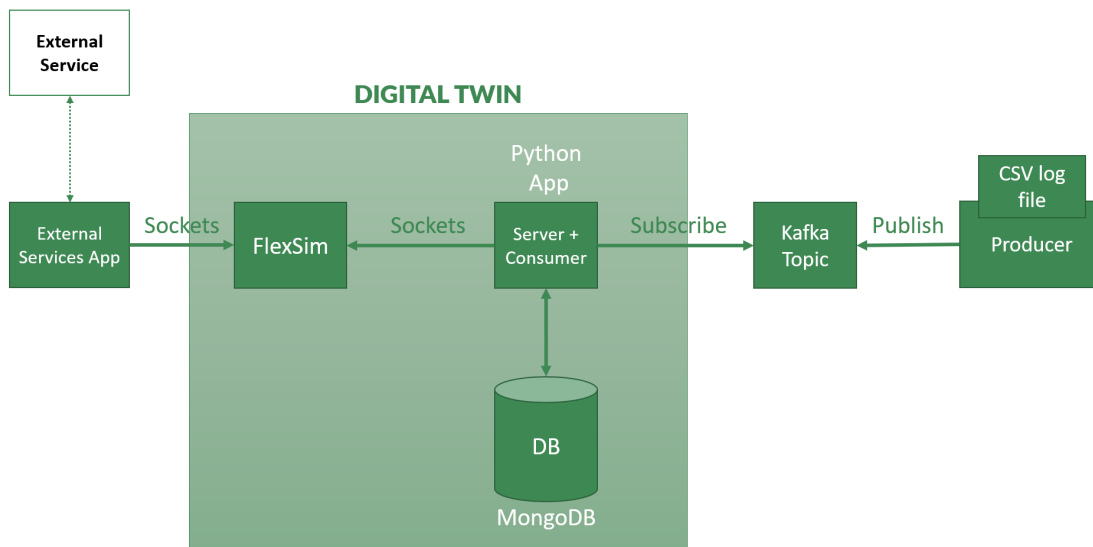 External
Service
DIGITAL TWIN
Python
App
CSV log
file
External
Services App
Sockets
FlexSim
Sockets
Server +
Consumer
Subscribe
Kafka
Topic
Publish
Producer
DB
MongoDB